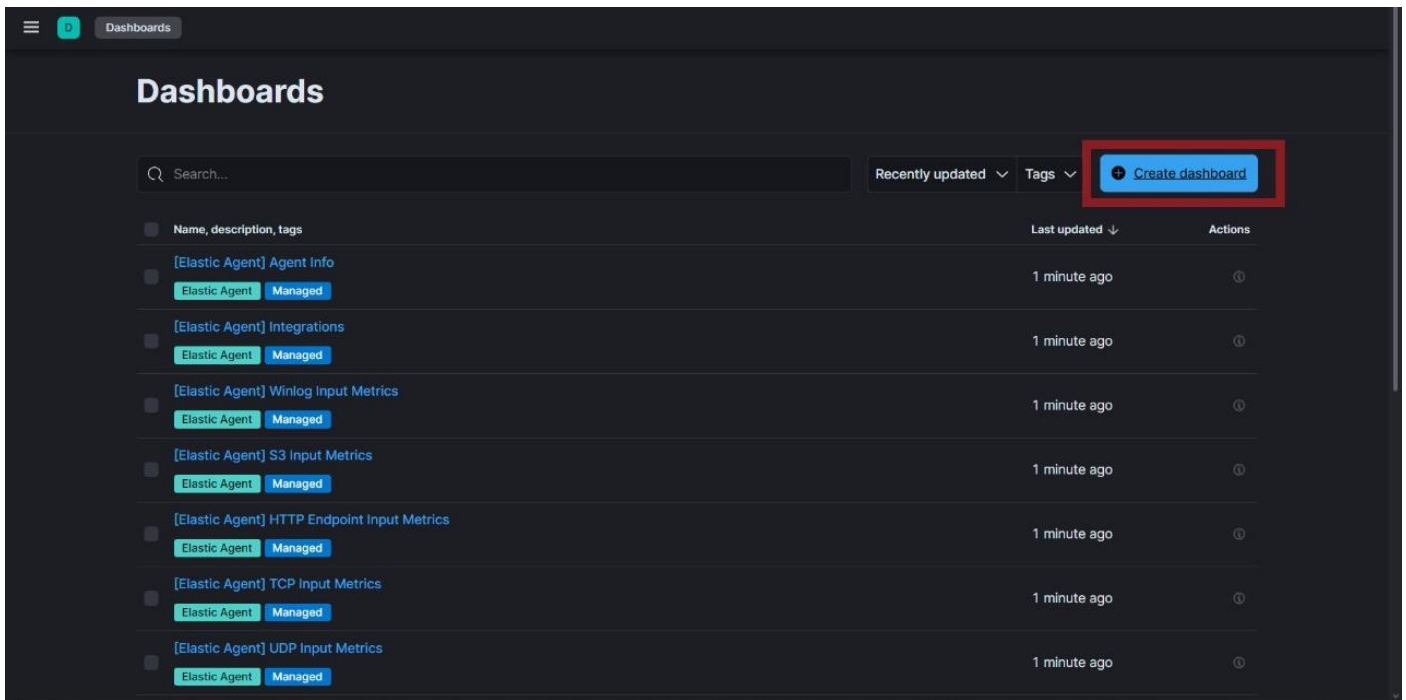 D Dashboards
Dashboards
Search... Recently updated Tags Create dashboard
Name, description, tags Last updated Actions
[Elastic Agent] Agent Info
Elastic Agent Managed 1 minute ago
[Elastic Agent] Integrations
Elastic Agent Managed 1 minute ago
[Elastic Agent] Winlog Input Metrics
Elastic Agent Managed 1 minute ago
[Elastic Agent] S3 Input Metrics
Elastic Agent Managed 1 minute ago
[Elastic Agent] HTTP Endpoint Input Metrics
Elastic Agent Managed 1 minute ago
[Elastic Agent] TCP Input Metrics
Elastic Agent Managed 1 minute ago
[Elastic Agent] UDP Input Metrics
Elastic Agent Managed 1 minute ago